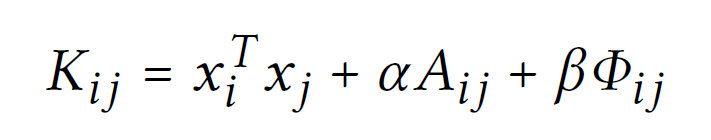 K_{ij} = x_i^T x_j + αA_{ij} + βΦ_{ij}